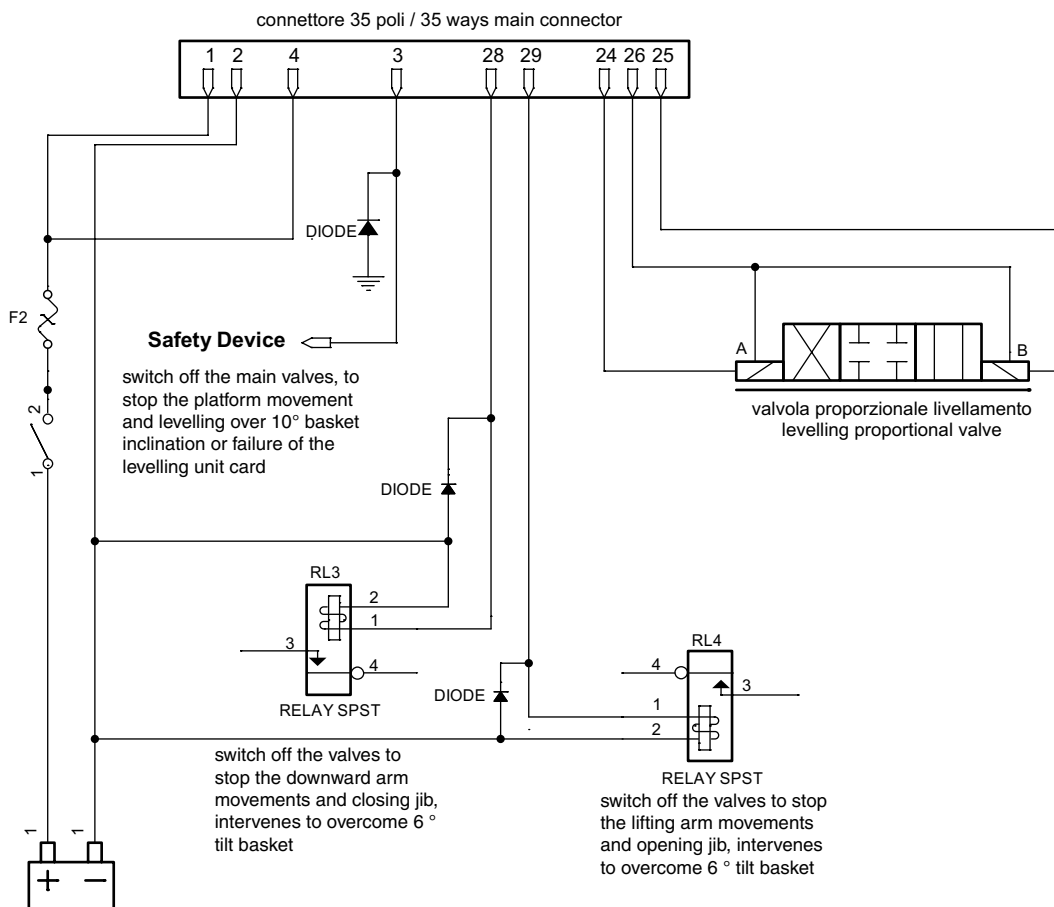 connettore 35 poli / 35 ways main connector
1 2 4 3 28 29 24 26 25
DIODE
F2
Safety Device
switch off the main valves, to
stop the platform movement
and levelling over 10° basket
inclination or failure of the
levelling unit card
A
B
valvola proporzionale livellamento
levelling proportional valve
2
1
DIODE
RL3
2
1
3
4
RELAY SPST
RL4
4
3
1
2
DIODE
RELAY SPST
switch off the valves to
stop the downward arm
movements and closing jib,
intervenes to overcome 6 °
tilt basket
switch off the valves to stop
the lifting arm movements
and opening jib, intervenes
to overcome 6 ° tilt basket
1 1
+ −